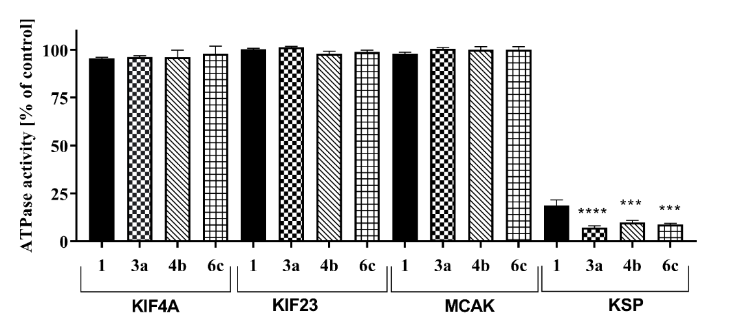 ATPase activity [% of control]
100
75
50
25
0
**** *** ***
1 3a 4b 6c 1 3a 4b 6c 1 3a 4b 6c 1 3a 4b 6c
KIF4A KIF23 MCAK KSP